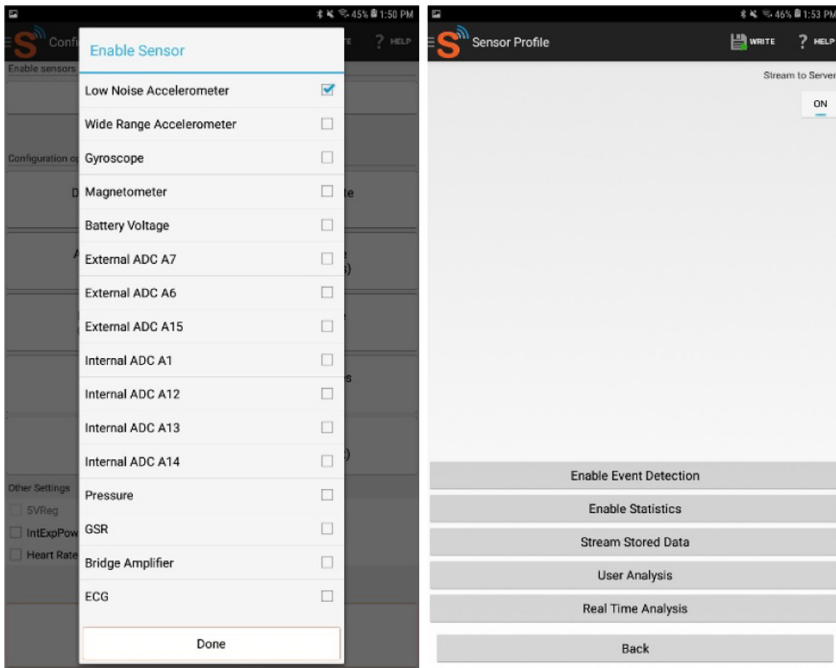 45% 1:50 PM
S
Confi
HELP
Enable sensors
Enable Sensor
Low Noise Accelerometer
Wide Range Accelerometer
Gyroscope
Configuration op
Magnetometer
Battery Voltage
External ADC A7
External ADC A6
External ADC A15
Internal ADC A1
Internal ADC A12
Internal ADC A13
Internal ADC A14
Other Settings
Pressure
5VReg
GSR
IntExpPow
Bridge Amplifier
Heart Rate
ECG
Done
46% 1:53 PM
S
Sensor Profile
WRITE
? HELP
Stream to Server
ON
Enable Event Detection
Enable Statistics
Stream Stored Data
User Analysis
Real Time Analysis
Back